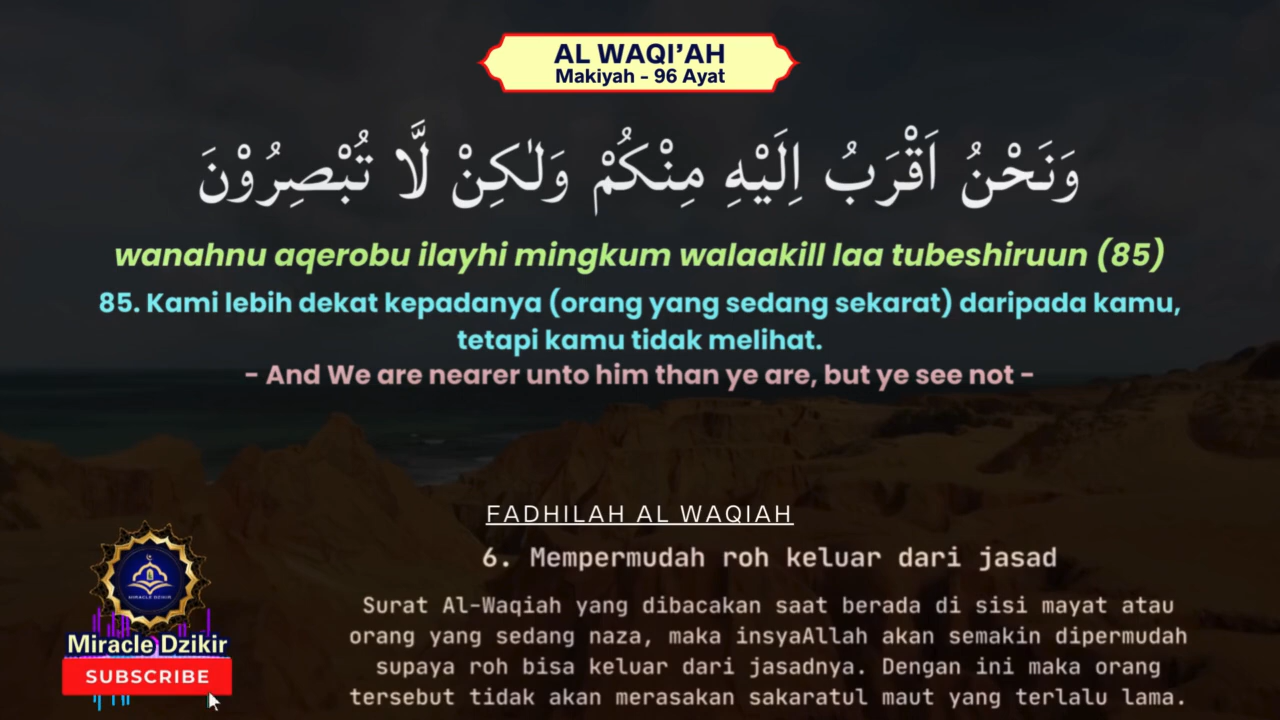 AL WAQI’AH
Makiyah - 96 Ayat
وَنَحْنُ اَقْرَبُ اِلَيْهِ مِنْكُمْ وَلٰكِنْ لَّا تُبْصِرُوْنَ
wanahnu aqerobu ilayhi mingkum walaakill laa tubeshiruun (85)
85. Kami lebih dekat kepadanya (orang yang sedang sekarat) daripada kamu,
tetapi kamu tidak melihat.
- And We are nearer unto him than ye are, but ye see not -
FADHILAH AL WAQIAH
6. Mempermudah roh keluar dari jasad
Surat Al-Waqiah yang dibacakan saat berada di sisi mayat atau
orang yang sedang naza, maka insyaAllah akan semakin dipermudah
supaya roh bisa keluar dari jasadnya. Dengan ini maka orang
tersebut tidak akan merasakan sakaratul maut yang terlalu lama.
MIRACLE DZIKIR
Miracle Dzikir
SUBSCRIBE